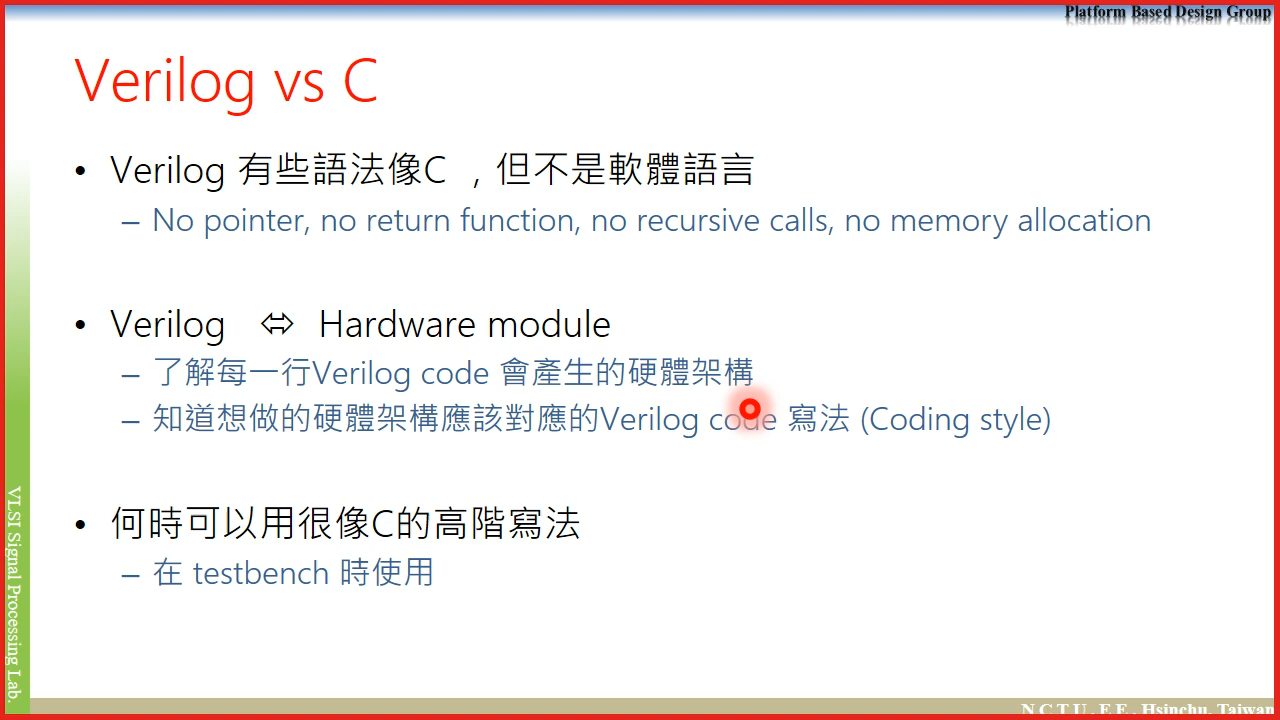 Platform Based Design Group
Verilog vs C
• Verilog 有些語法像C ，但不是軟體語言
– No pointer, no return function, no recursive calls, no memory allocation
• Verilog ⬄ Hardware module
– 了解每一行Verilog code 會產生的硬體架構
– 知道想做的硬體架構應該對應的Verilog code 寫法 (Coding style)
• 何時可以用很像C的高階寫法
– 在 testbench 時使用
VLSI Signal Processing Lab.
N C T U . E E , Hsinchu, Taiwan